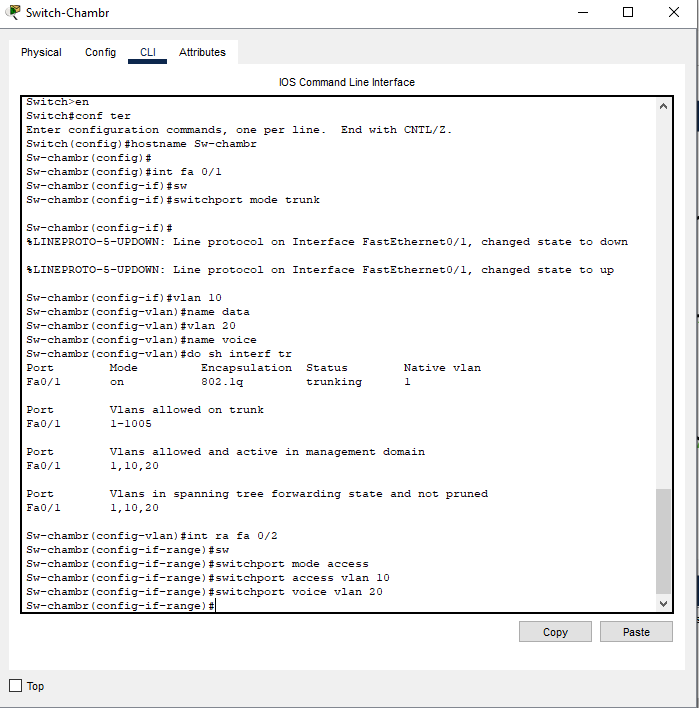 Switch-Chambr
Physical Config CLI Attributes
IOS Command Line Interface
Switch>en
Switch#conf ter
Enter configuration commands, one per line.  End with CNTL/Z.
Switch(config)#hostname Sw-chambr
Sw-chambr(config)#
Sw-chambr(config)#int fa 0/1
Sw-chambr(config-if)#sw
Sw-chambr(config-if)#switchport mode trunk
Sw-chambr(config-if)#
%LINEPROTO-5-UPDOWN: Line protocol on Interface FastEthernet0/1, changed state to down
%LINEPROTO-5-UPDOWN: Line protocol on Interface FastEthernet0/1, changed state to up
Sw-chambr(config-if)#vlan 10
Sw-chambr(config-vlan)#name data
Sw-chambr(config-vlan)#vlan 20
Sw-chambr(config-vlan)#name voice
Sw-chambr(config-vlan)#do sh interf tr
Port        Mode         Encapsulation  Status        Native vlan
Fa0/1       on           802.1q         trunking      1
Port        Vlans allowed on trunk
Fa0/1       1-1005
Port        Vlans allowed and active in management domain
Fa0/1       1,10,20
Port        Vlans in spanning tree forwarding state and not pruned
Fa0/1       1,10,20
Sw-chambr(config-vlan)#int ra fa 0/2
Sw-chambr(config-if-range)#sw
Sw-chambr(config-if-range)#switchport mode access
Sw-chambr(config-if-range)#switchport access vlan 10
Sw-chambr(config-if-range)#switchport voice vlan 20
Sw-chambr(config-if-range)#
Copy Paste
Top